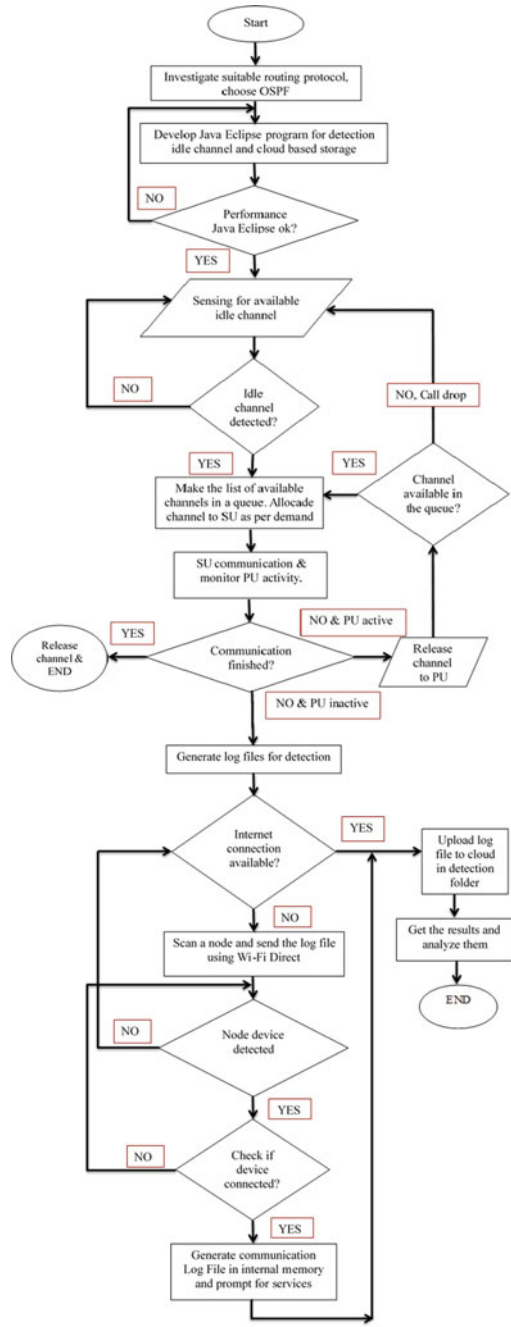 Start
Investigate suitable routing protocol,
choose OSPF
Develop Java Eclipse program for detection
idle channel and cloud based storage
NO
Performance
Java Eclipse ok?
YES
Sensing for available
idle channel
NO
Idle
channel
detected?
NO, Call drop
YES
YES
Channel
available in
the queue?
Make the list of available
channels in a queue. Allocade
channel to SU as per demand
SU communication &
monitor PU activity.
YES
NO & PU active
Release
channel &
END
Communication
finished?
Release
channel
to PU
NO & PU inactive
Generate log files for detection
Internet
connection
available?
YES
Upload log
file to cloud
in detection
folder
NO
Scan a node and send the log file
using Wi-Fi Direct
Get the results and
analyze them
END
NO
Node device
detected
YES
NO
Check if
device
connected?
YES
Generate communication
Log File in internal memory
and prompt for services